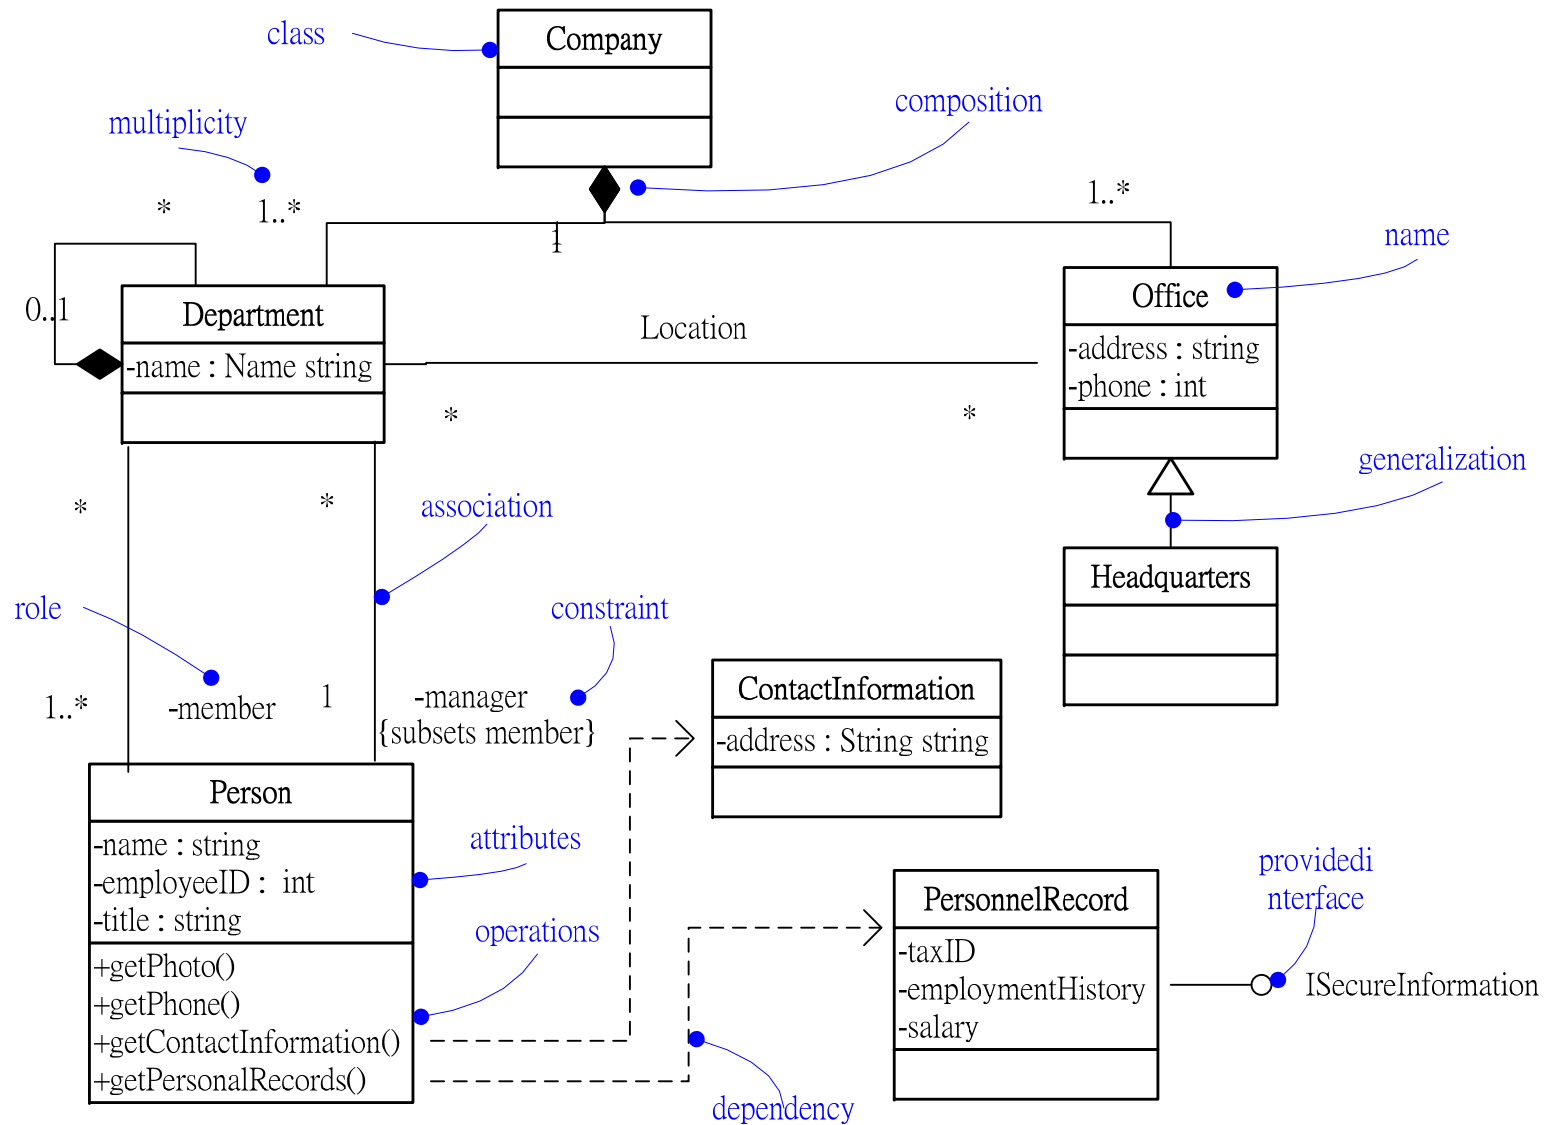 class
Company
composition
multiplicity
*
1..*
1
1..*
name
0..1
Department
-name : Name string
Location
Office
-address : string
-phone : int
*
*
generalization
*
*
association
Headquarters
role
constraint
1..*
-member
1
-manager
{subsets member}
ContactInformation
-address : String string
Person
-name : string
-employeeID : int
-title : string
attributes
operations
+getPhoto()
+getPhone()
+getContactInformation()
+getPersonalRecords()
providedi
nterface
PersonnelRecord
-taxID
-employmentHistory
-salary
ISecureInformation
dependency